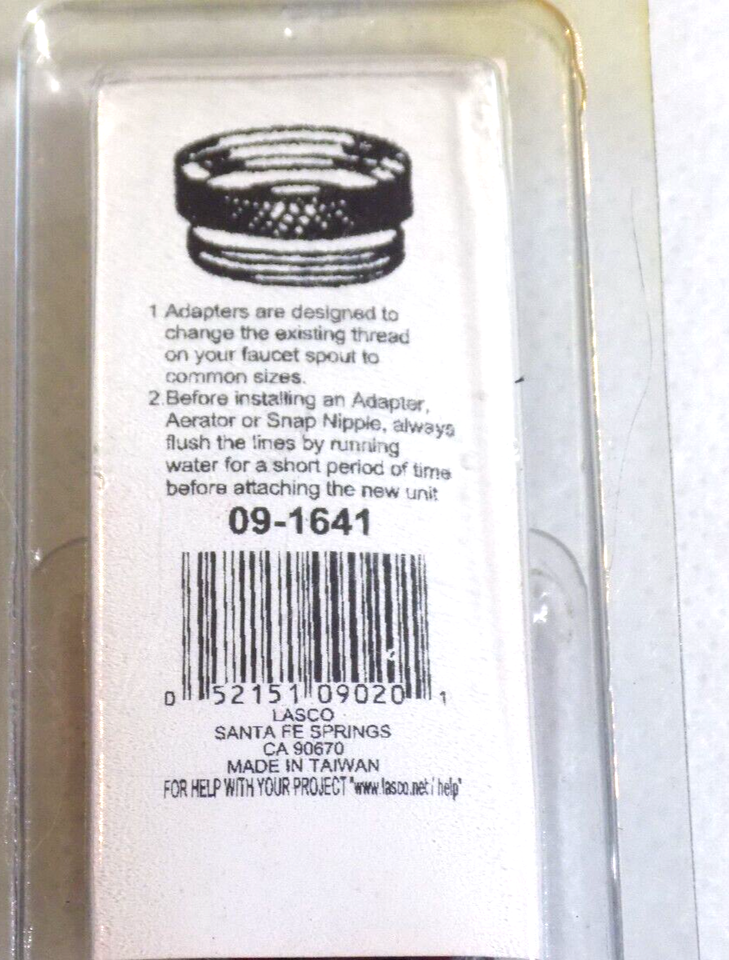 1 Adapters are designed to
change the existing thread
on your faucet spout to
common sizes.
2.Before installing an Adapter,
Aerator or Snap Nipple, always
flush the lines by running
water for a short period of time
before attaching the new unit
09-1641
0 52151 09020 1
LASCO
SANTA FE SPRINGS
CA 90670
MADE IN TAIWAN
FOR HELP WITH YOUR PROJECT "www.lasco.net / help"